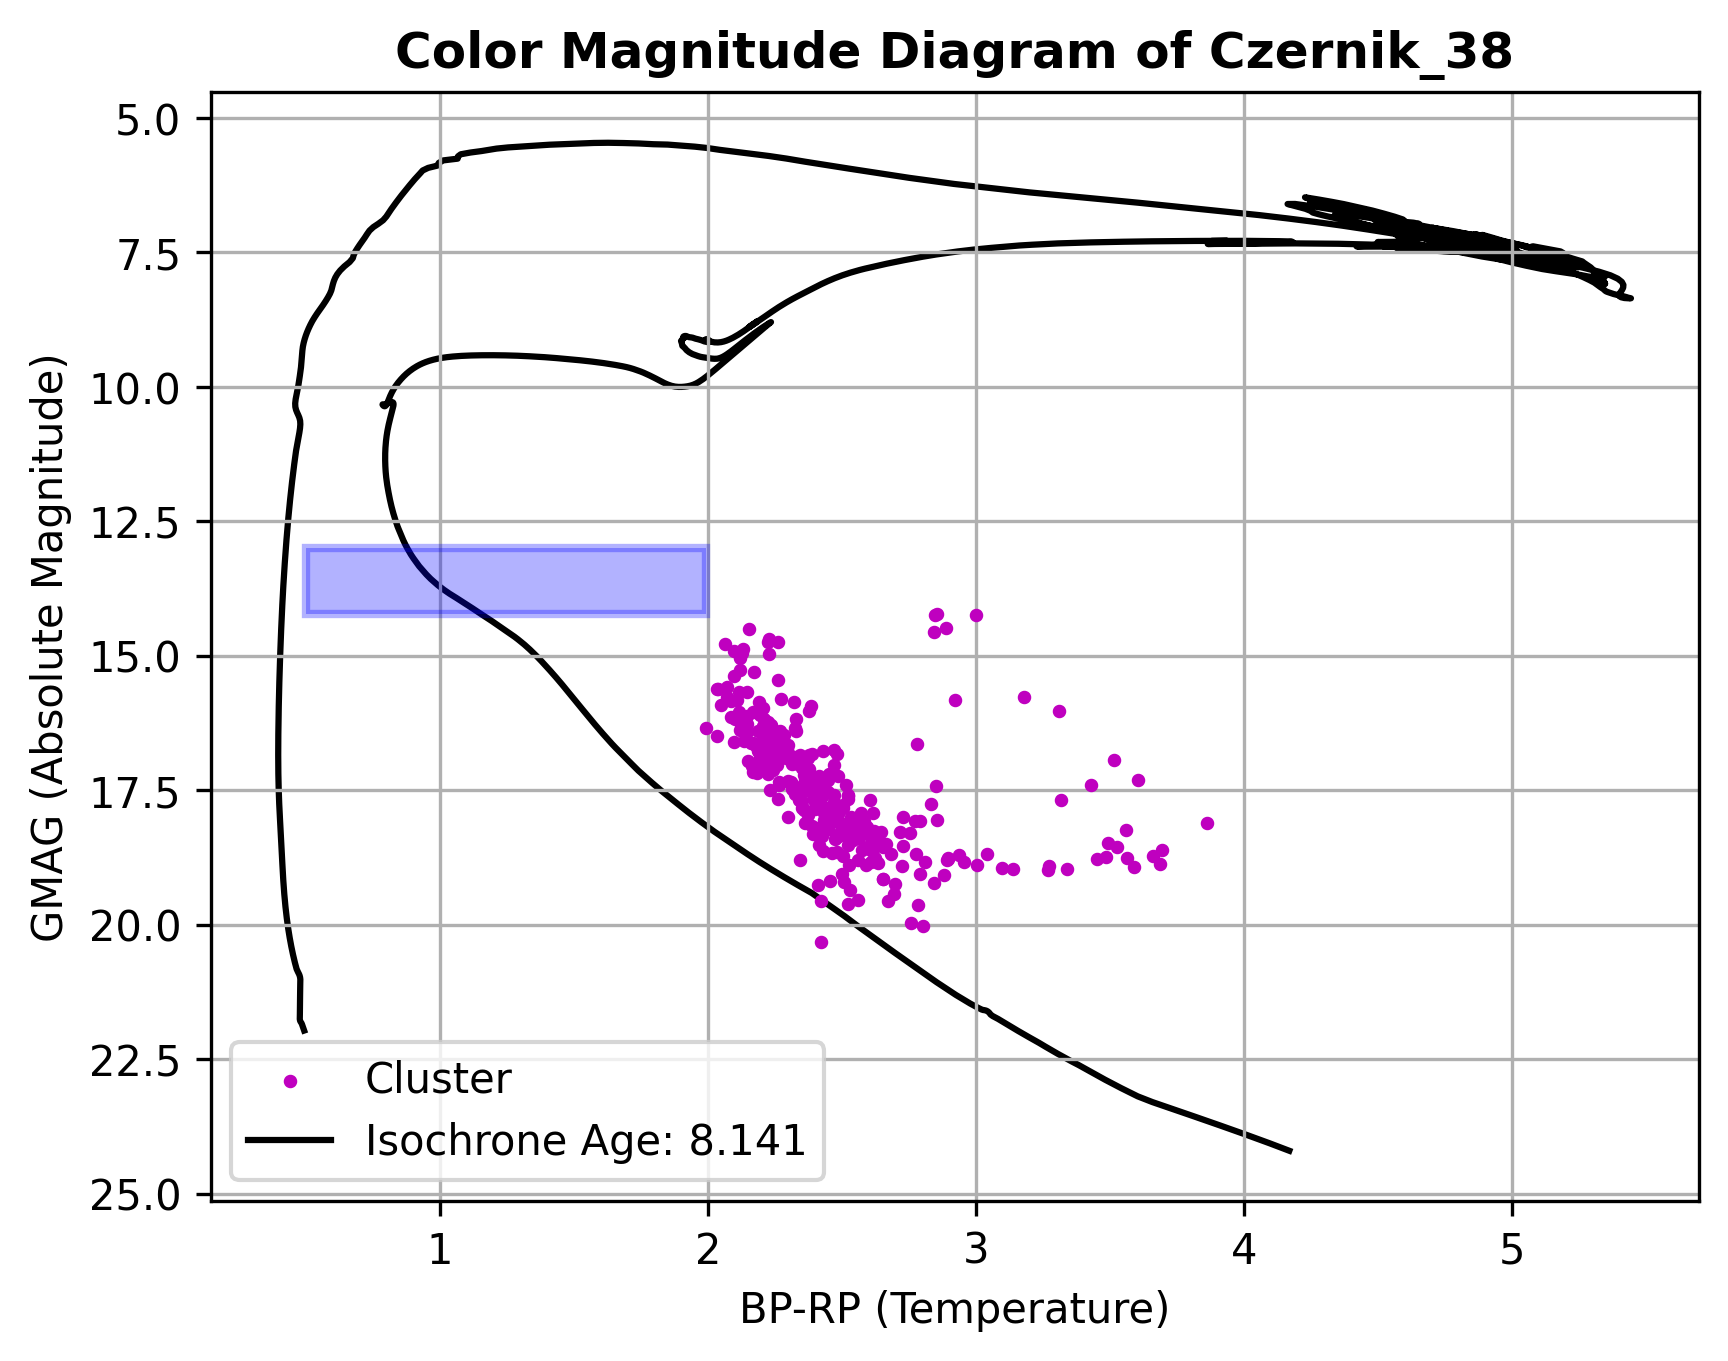 Color Magnitude Diagram of Czernik_38
GMAG (Absolute Magnitude)
5.0
7.5
10.0
12.5
15.0
17.5
20.0
22.5
25.0
Cluster
Isochrone Age: 8.141
1 2 3 4 5
BP-RP (Temperature)